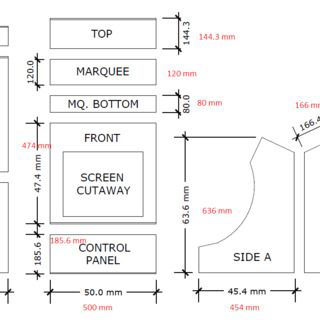 TOP
144.3
144.3 mm
120.0
MARQUEE
120 mm
MQ. BOTTOM
80.0
80 mm
166 mm
166.4
474 mm
47.4 mm
FRONT
SCREEN
CUTAWAY
63.6 mm
636 mm
185.6
185.6 mm
CONTROL
PANEL
SIDE A
50.0 mm
500 mm
45.4 mm
454 mm